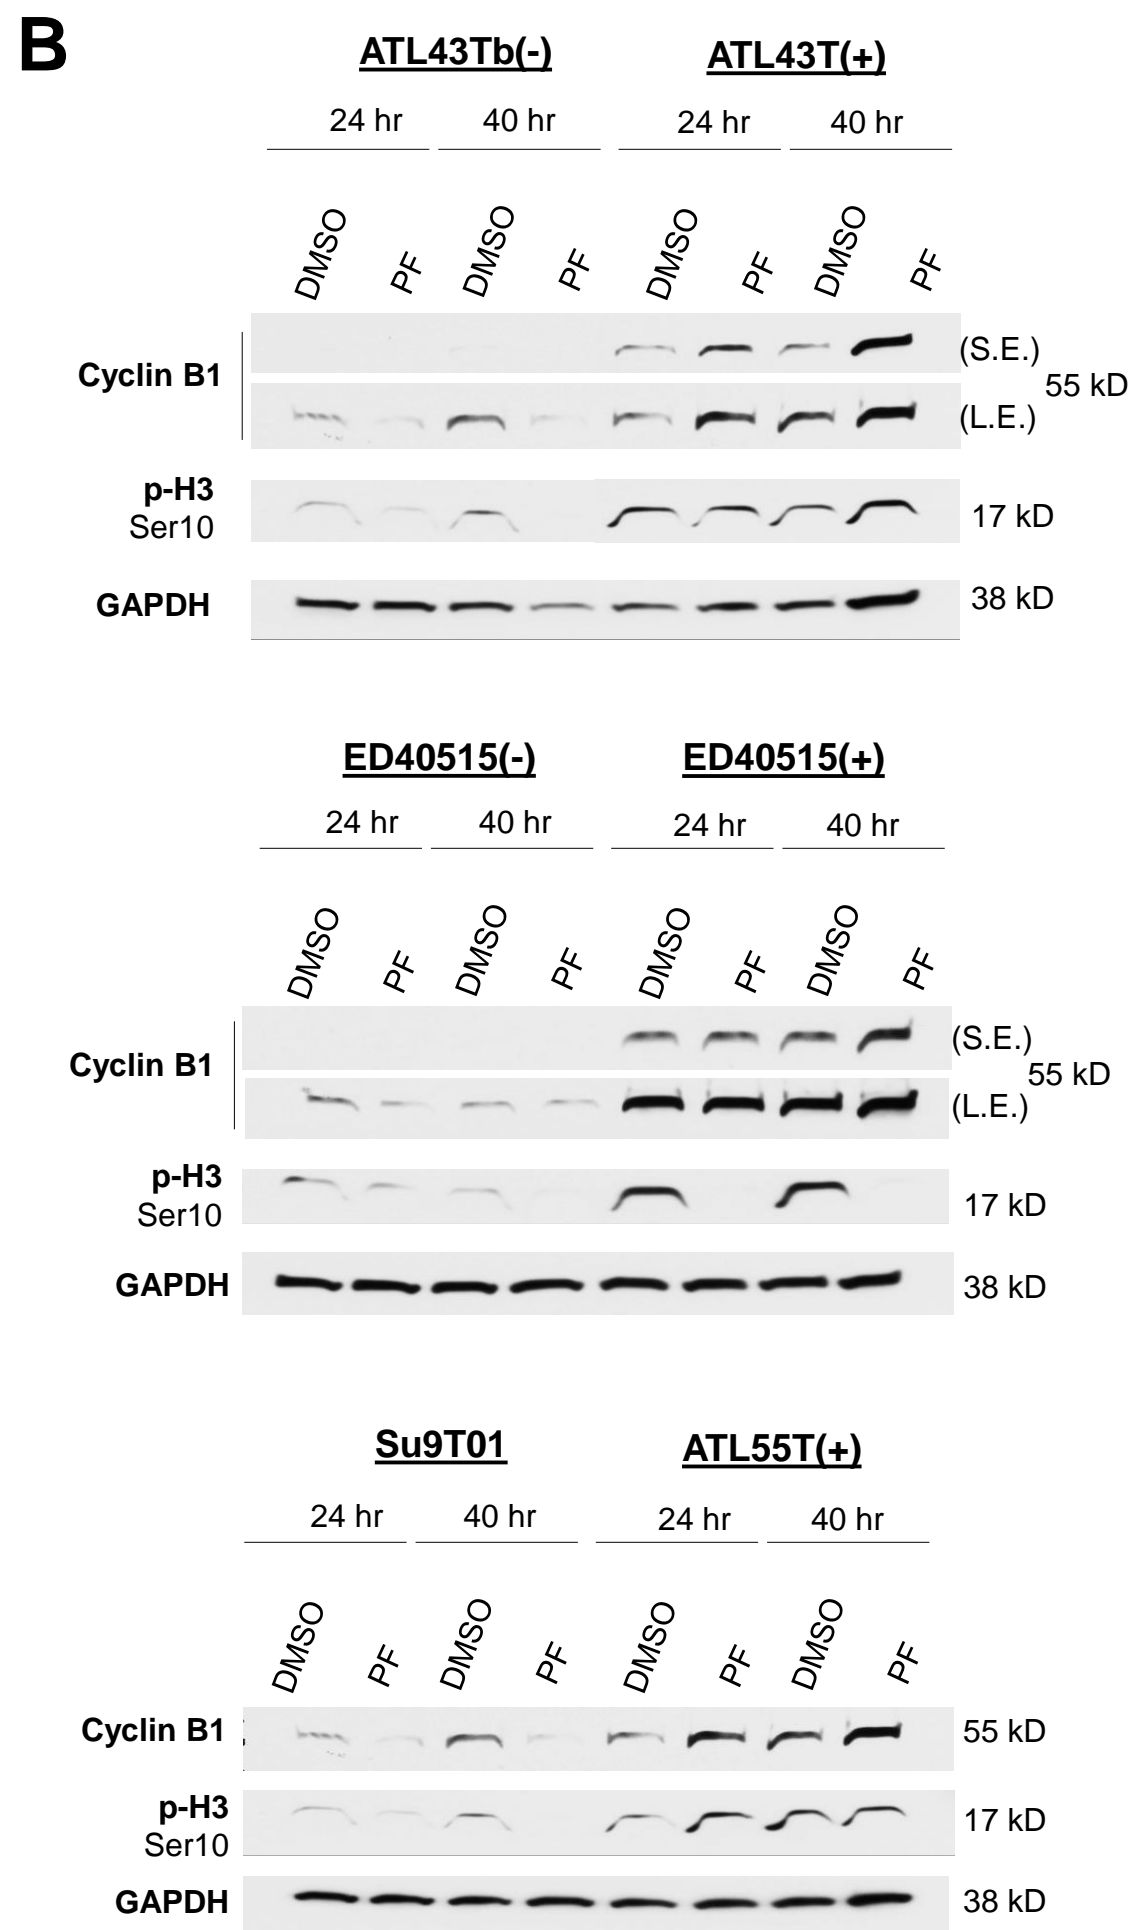 B
ATL43Tb(-) ATL43T(+)
24 hr 40 hr 24 hr 40 hr
DMSO PF DMSO PF DMSO PF DMSO PF
Cyclin B1 (S.E.) 55 kD
(L.E.)
p-H3
Ser10 17 kD
GAPDH 38 kD
ED40515(-) ED40515(+)
24 hr 40 hr 24 hr 40 hr
DMSO PF DMSO PF DMSO PF DMSO PF
Cyclin B1 (S.E.) 55 kD
(L.E.)
p-H3
Ser10 17 kD
GAPDH 38 kD
Su9T01 ATL55T(+)
24 hr 40 hr 24 hr 40 hr
DMSO PF DMSO PF DMSO PF DMSO PF
Cyclin B1 55 kD
p-H3
Ser10 17 kD
GAPDH 38 kD